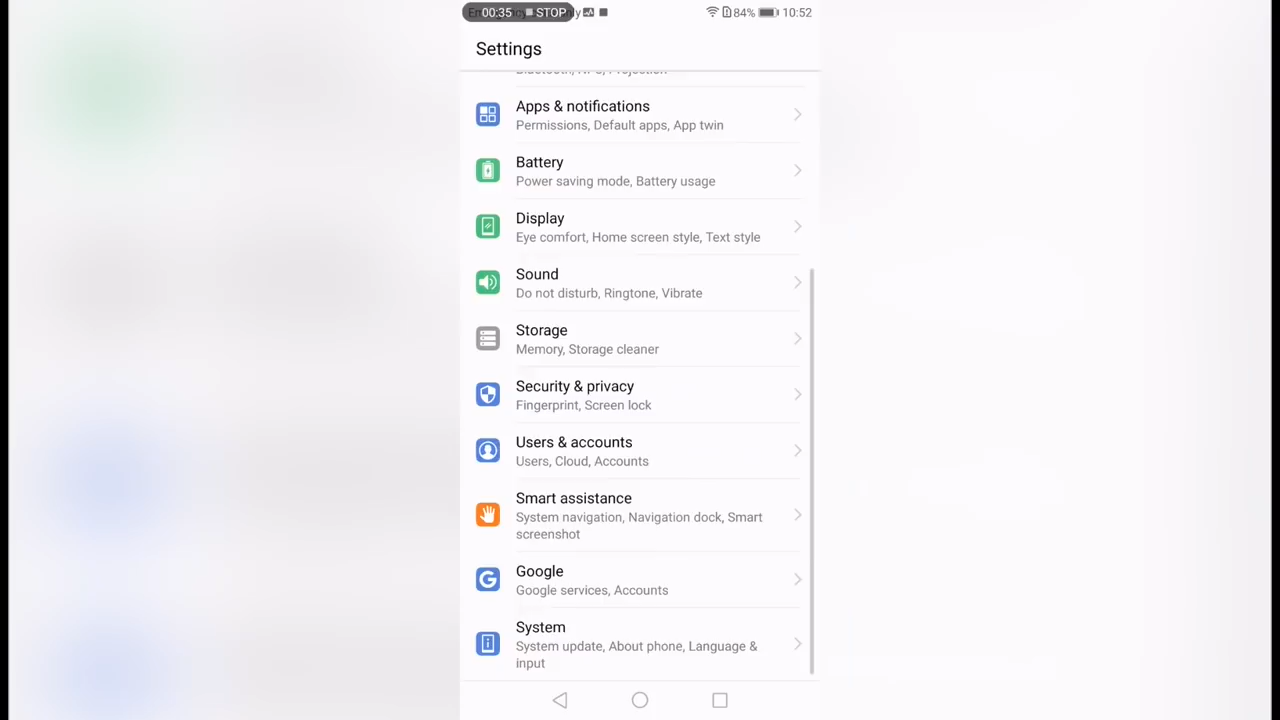 00:35 STOP
84% 10:52
Settings
Bluetooth, NFC, Projection
Apps & notifications
Permissions, Default apps, App twin
Battery
Power saving mode, Battery usage
Display
Eye comfort, Home screen style, Text style
Sound
Do not disturb, Ringtone, Vibrate
Storage
Memory, Storage cleaner
Security & privacy
Fingerprint, Screen lock
Users & accounts
Users, Cloud, Accounts
Smart assistance
System navigation, Navigation dock, Smart
screenshot
Google
Google services, Accounts
System
System update, About phone, Language &
input